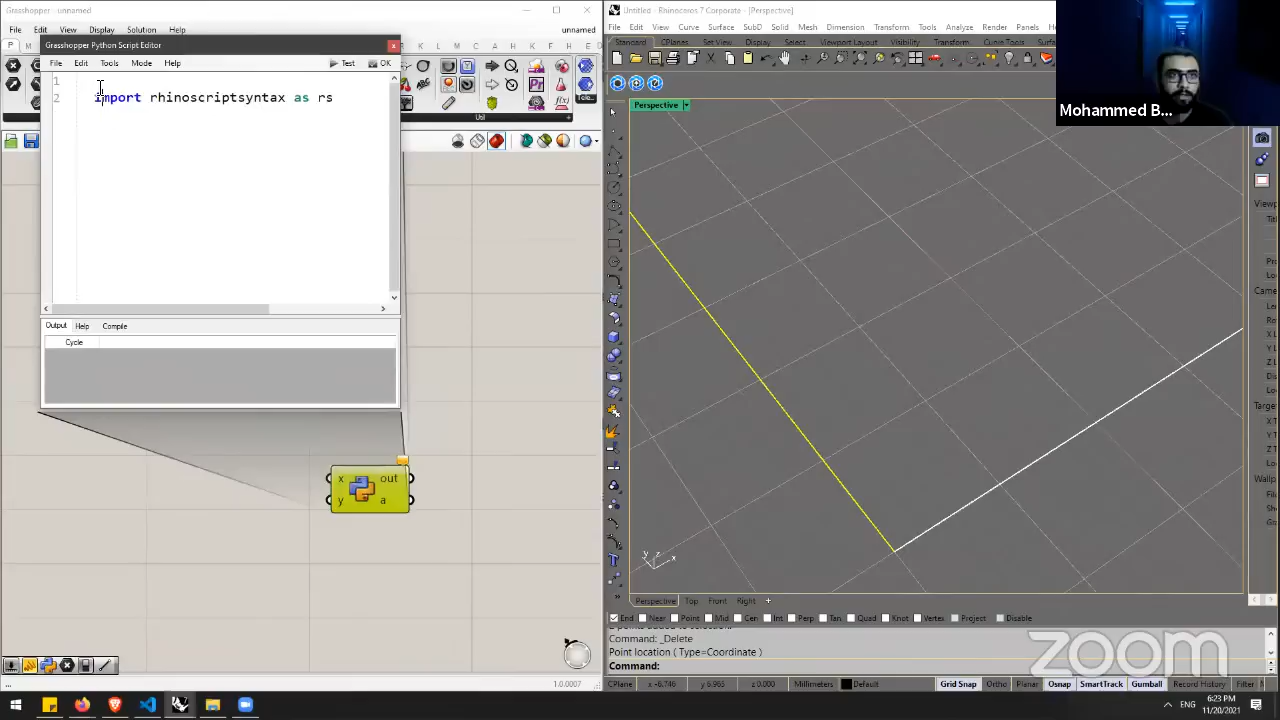 Grasshopper - unnamed
File Edit View Display Solution Help
unnamed
Grasshopper Python Script Editor
File Edit Tools Mode Help
Test
OK
1
2 import rhinoscriptsyntax as rs
Util
Output Help Compile
Cycle
x out
y a
1.0.0007
Untitled - Rhinoceros 7 Corporate - [Perspective]
File Edit View Curve Surface SubD Solid Mesh Dimension Transform Tools Analyze Render Panels
Standard CPlanes Set View Display Select Viewport Layout Visibility Transform Curve Tools
Perspective
Mohammed B...
y z x
Perspective Top Front Right
End Near Point Mid Cen Int Perp Tan Quad Knot Vertex Project Disable
Command: _Delete
Point location ( Type=Coordinate )
Command:
CPlane x -6.746 y 6.965 z 0.000 Millimeters Default Grid Snap Ortho Planar Osnap SmartTrack Gumball Record History Filter
zoom
ENG
6:23 PM
11/20/2021